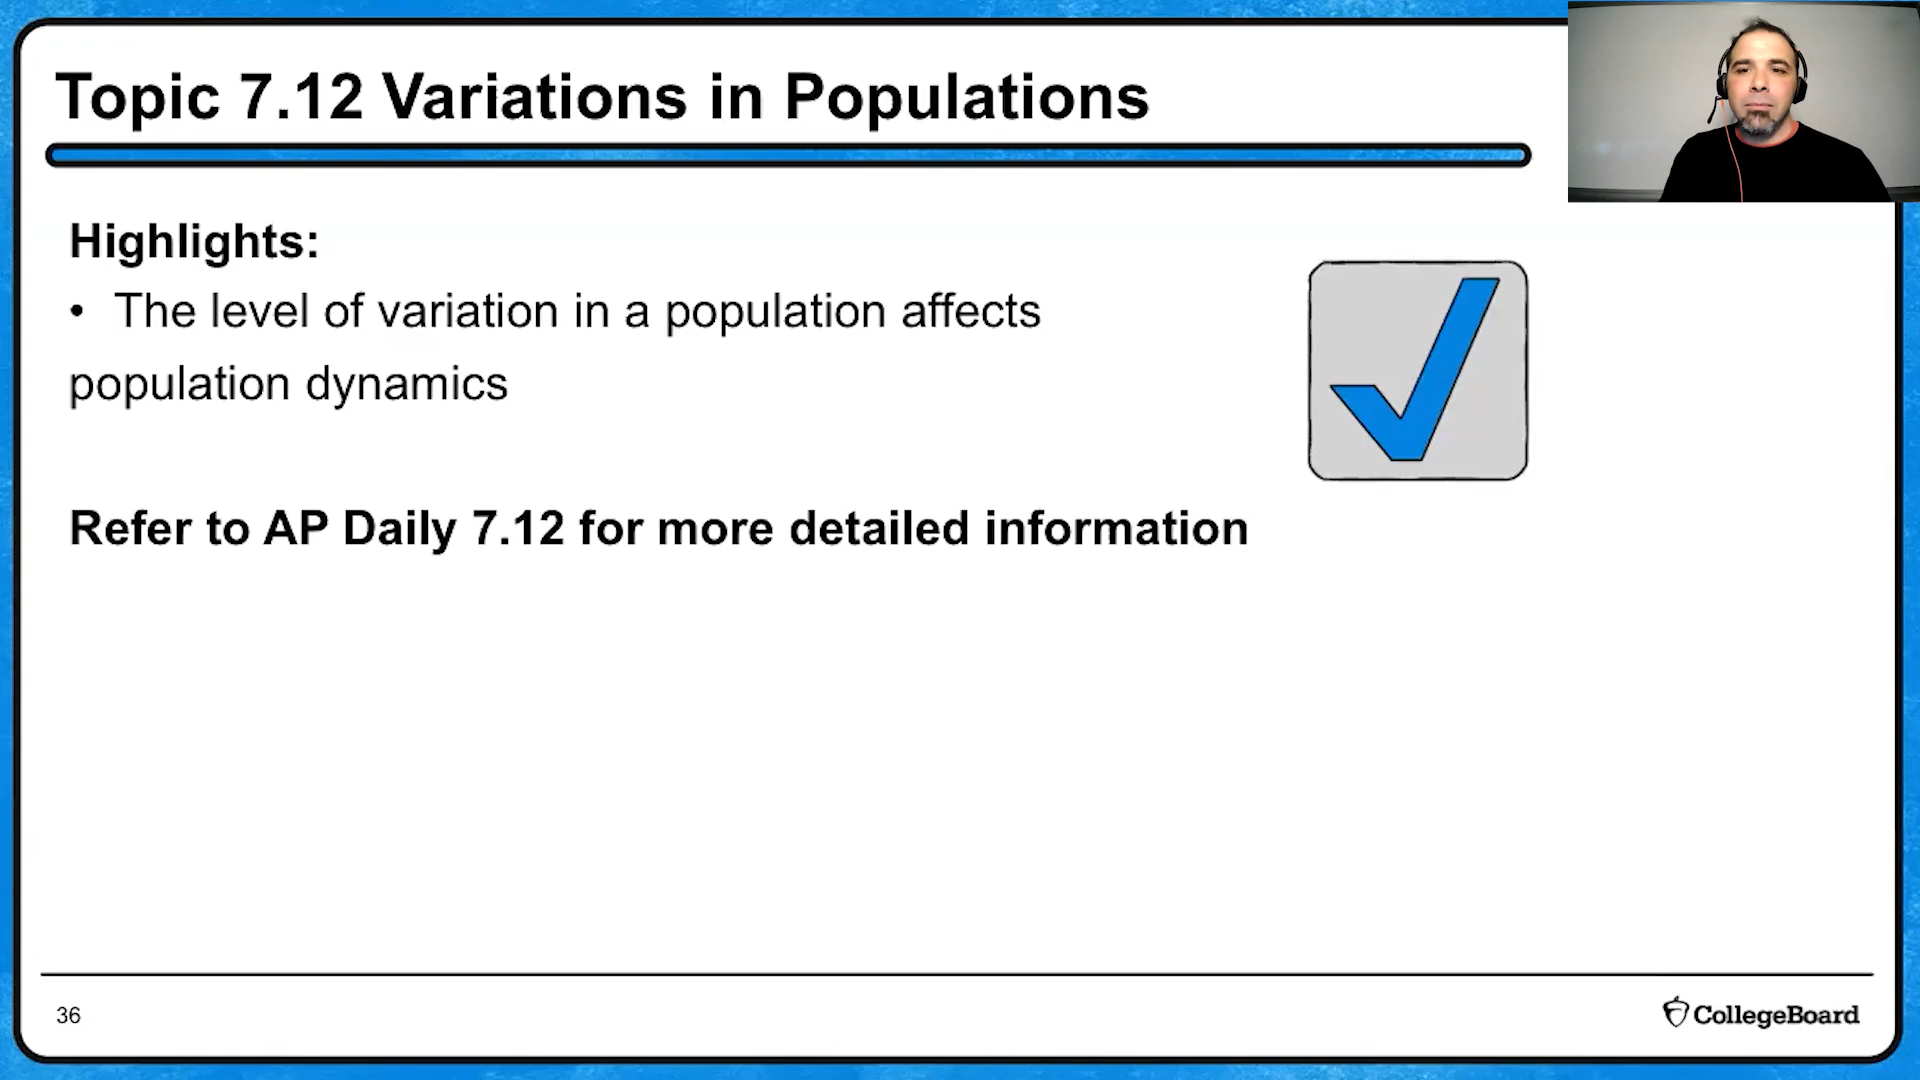 Topic 7.12 Variations in Populations
Highlights:
• The level of variation in a population affects
population dynamics
Refer to AP Daily 7.12 for more detailed information
36
CollegeBoard